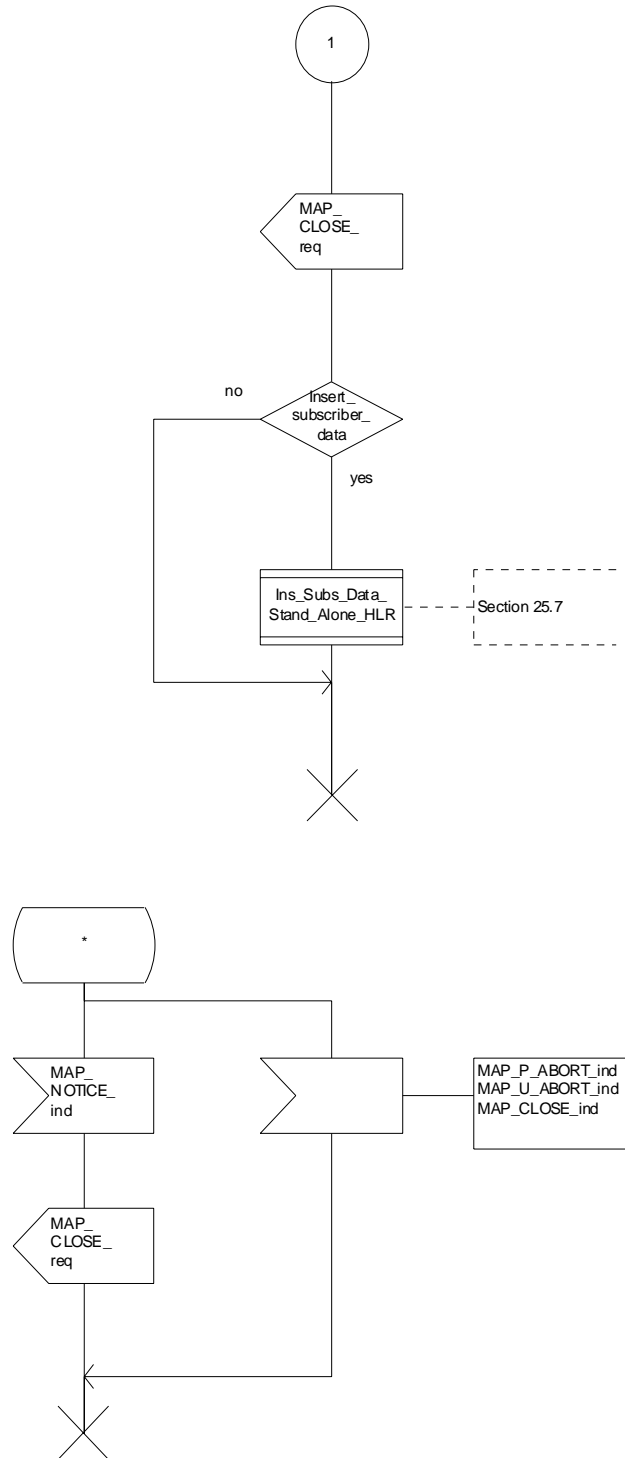 1
MAP_
CLOSE_
req
no
Insert_
subscriber_
data
yes
Ins_Subs_Data_
Stand_Alone_HLR
Section 25.7
*
MAP_
NOTICE_
ind
MAP_P_ABORT_ind
MAP_U_ABORT_ind
MAP_CLOSE_ind
MAP_
CLOSE_
req